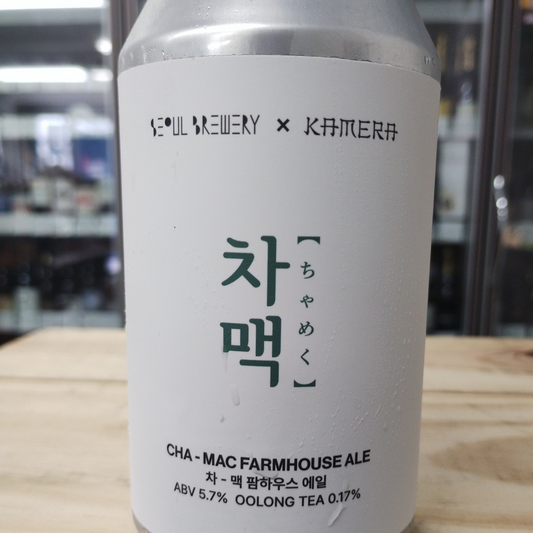 SEOUL BREWERY × KAMERA
차맥
【ちゃめく】
CHA - MAC FARMHOUSE ALE
차 - 맥 팜하우스 에일
ABV 5.7% OOLONG TEA 0.17%